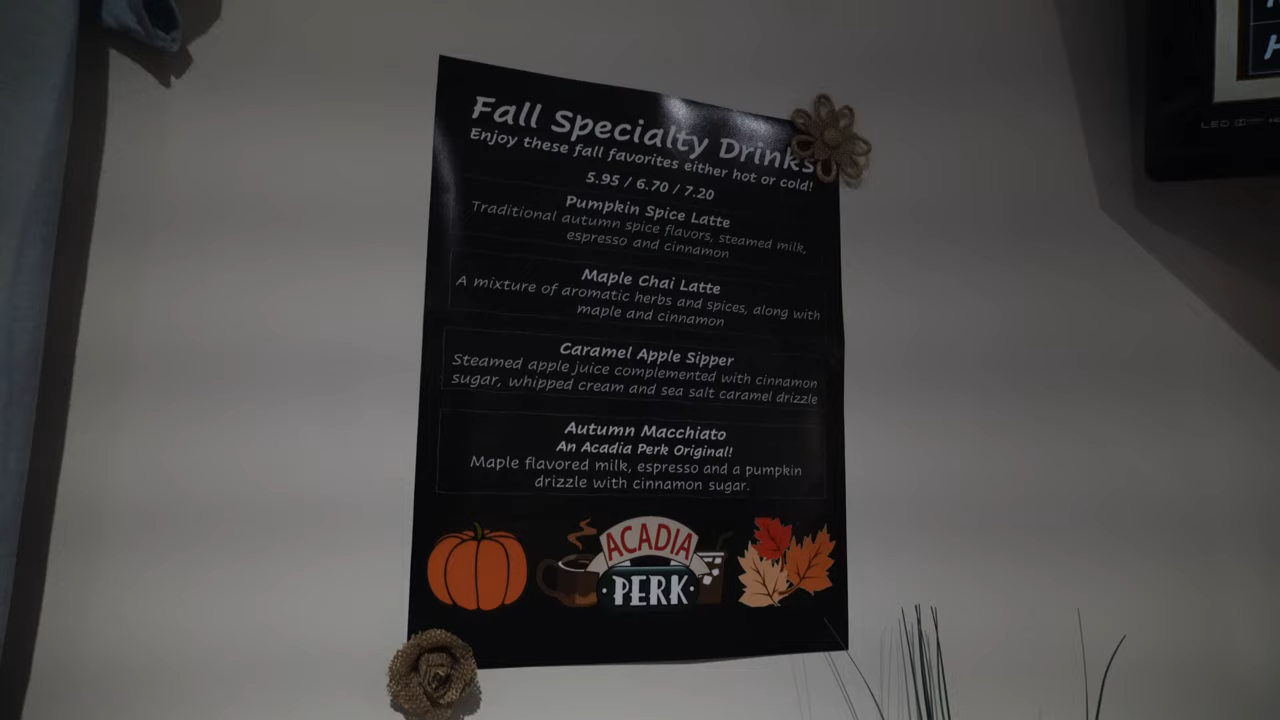 Fall Specialty Drinks
Enjoy these fall favorites either hot or cold!
5.95 / 6.70 / 7.20
Pumpkin Spice Latte
Traditional autumn spice flavors, steamed milk,
espresso and cinnamon
Maple Chai Latte
A mixture of aromatic herbs and spices, along with
maple and cinnamon
Caramel Apple Sipper
Steamed apple juice complemented with cinnamon
sugar, whipped cream and sea salt caramel drizzle
Autumn Macchiato
An Acadia Perk Original!
Maple flavored milk, espresso and a pumpkin
drizzle with cinnamon sugar.
ACADIA
·PERK·
LED